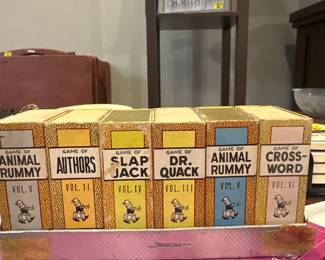 GAME OF
ANIMAL
RUMMY
VOL. V
GAME OF
AUTHORS
VOL. II
GAME OF
SLAP
JACK
VOL. IV
GAME OF
DR.
QUACK
VOL. III
GAME OF
ANIMAL
RUMMY
VOL. V
GAME OF
CROSS-
WORD
VOL. VI